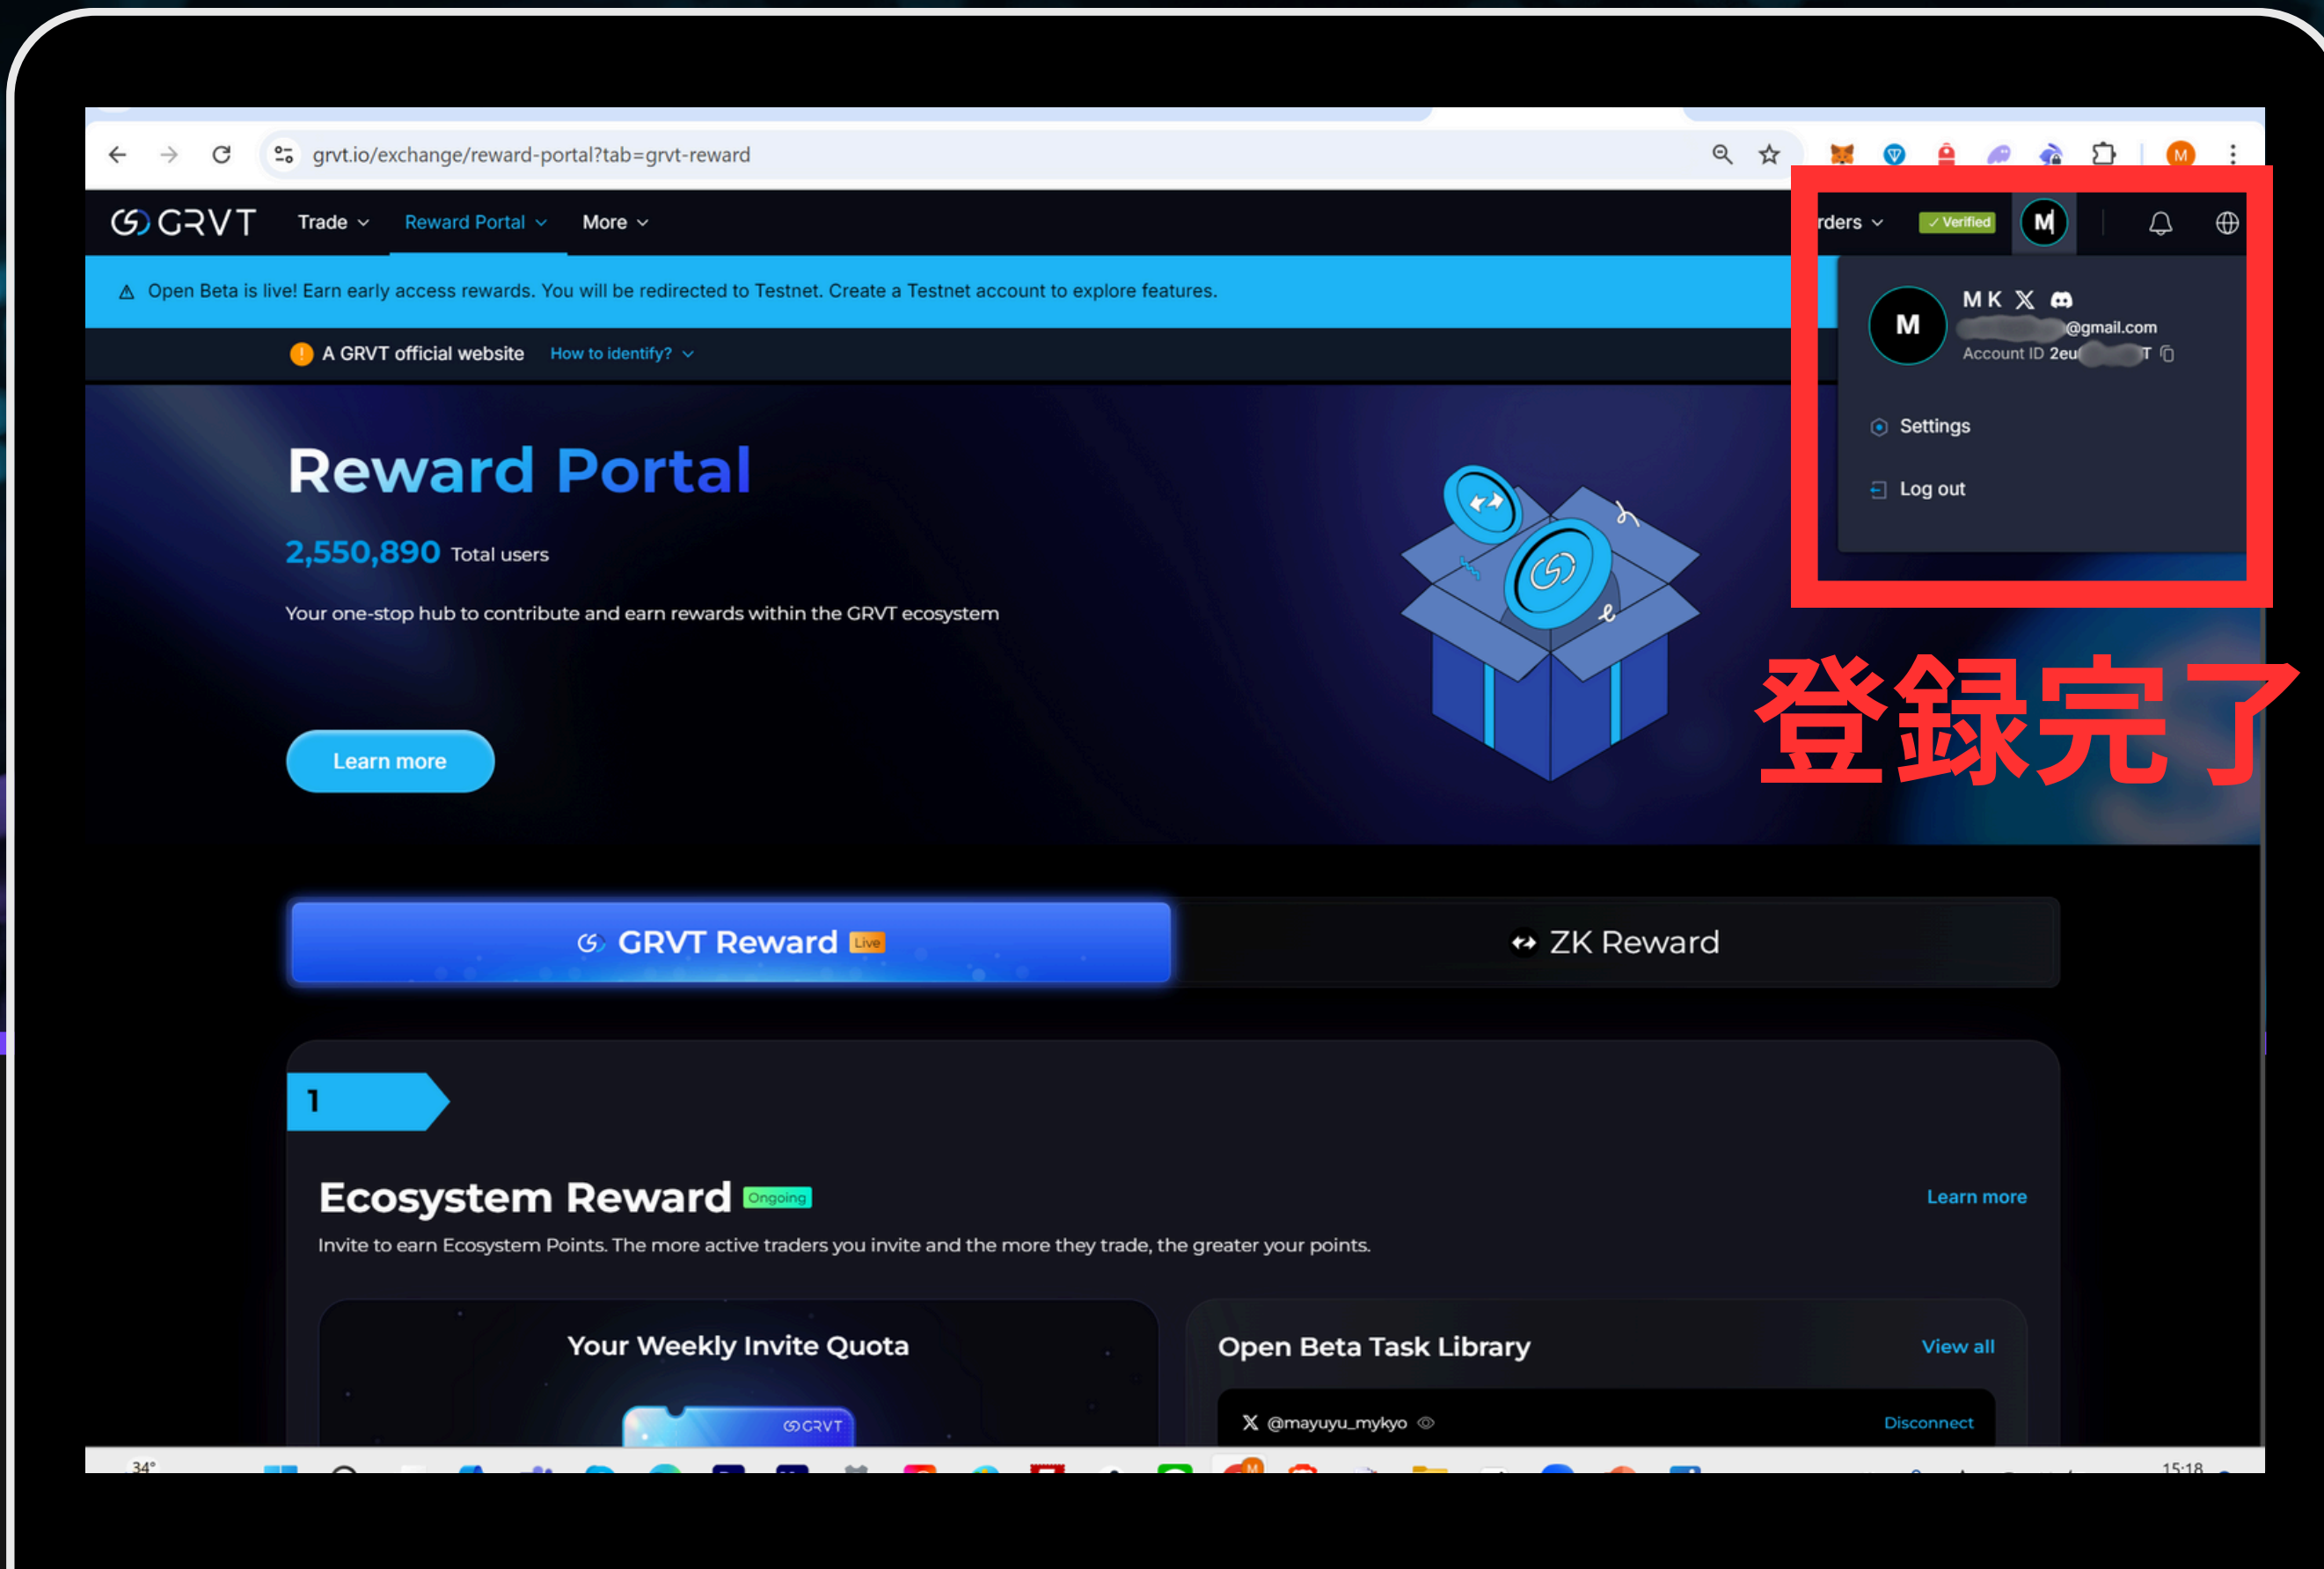 grvt.io/exchange/reward-portal?tab=grvt-reward
M
GRVT Trade Reward Portal More rders Verified M
Open Beta is live! Earn early access rewards. You will be redirected to Testnet. Create a Testnet account to explore features.
A GRVT official website How to identify?
M
M K
@gmail.com
Account ID 2eu T
Settings
Log out
Reward Portal
2,550,890 Total users
Your one-stop hub to contribute and earn rewards within the GRVT ecosystem
Learn more
登録完了
GRVT Reward Live
ZK Reward
1
Ecosystem Reward Ongoing
Learn more
Invite to earn Ecosystem Points. The more active traders you invite and the more they trade, the greater your points.
Your Weekly Invite Quota
GRVT
Open Beta Task Library
View all
@mayuyu_mykyo
Disconnect
34°
M
15:18